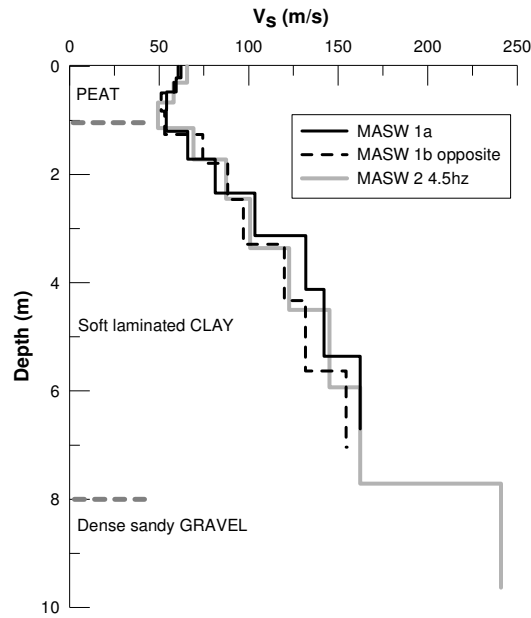 Vs (m/s)
0 50 100 150 200 250
0
PEAT
MASW 1a
MASW 1b opposite
MASW 2 4.5hz
2
4
Soft laminated CLAY
Depth (m)
6
8
Dense sandy GRAVEL
10